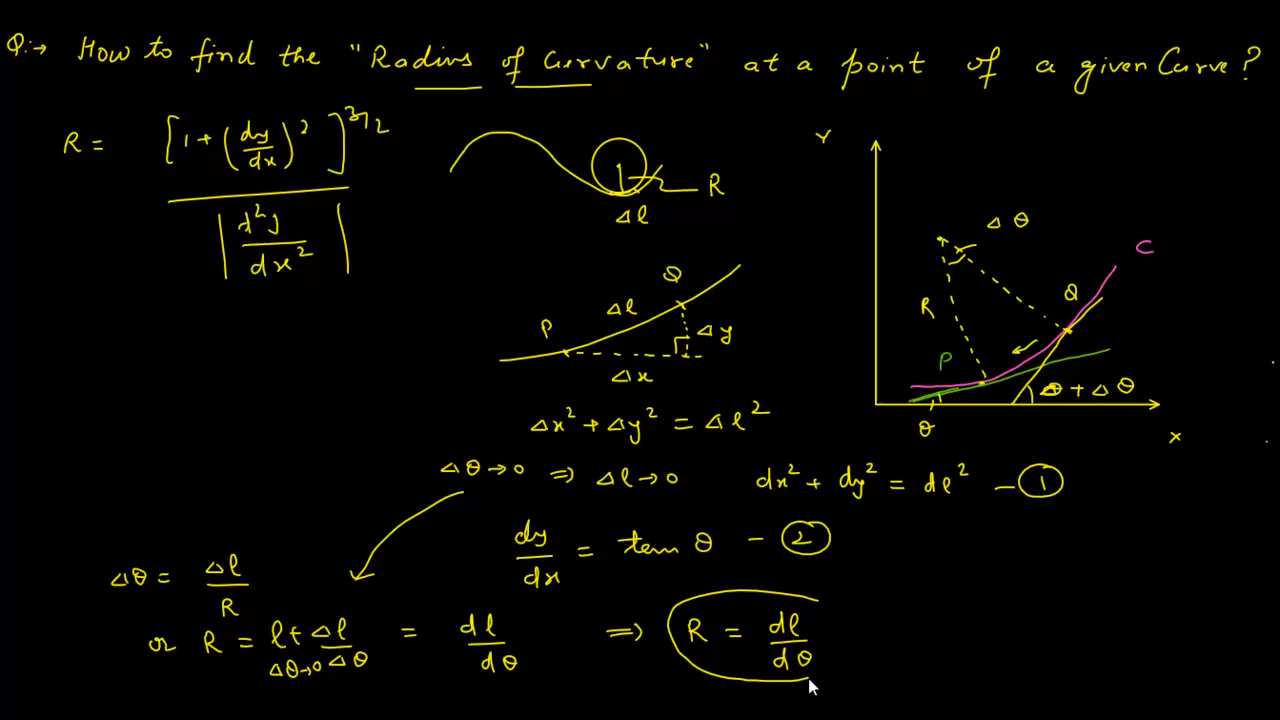 Q:→ How to find the "Radius of Curvature" at a point of a given Curve?
R = [1 + (dy/dx)²]^3/2 / |d²y/dx²|
R
Δl
P Δl Q
Δy
Δx
Δx² + Δy² = Δl²
Y
Δθ
C
R
Q
P
θ + Δθ
θ
X
Δθ→0 ⇒ Δl→0 dx² + dy² = dl² – ①
dy/dx = tan θ – ②
Δθ = Δl/R
or R = lt Δθ→0 Δl/Δθ = dl/dθ ⇒ R = dl/dθ